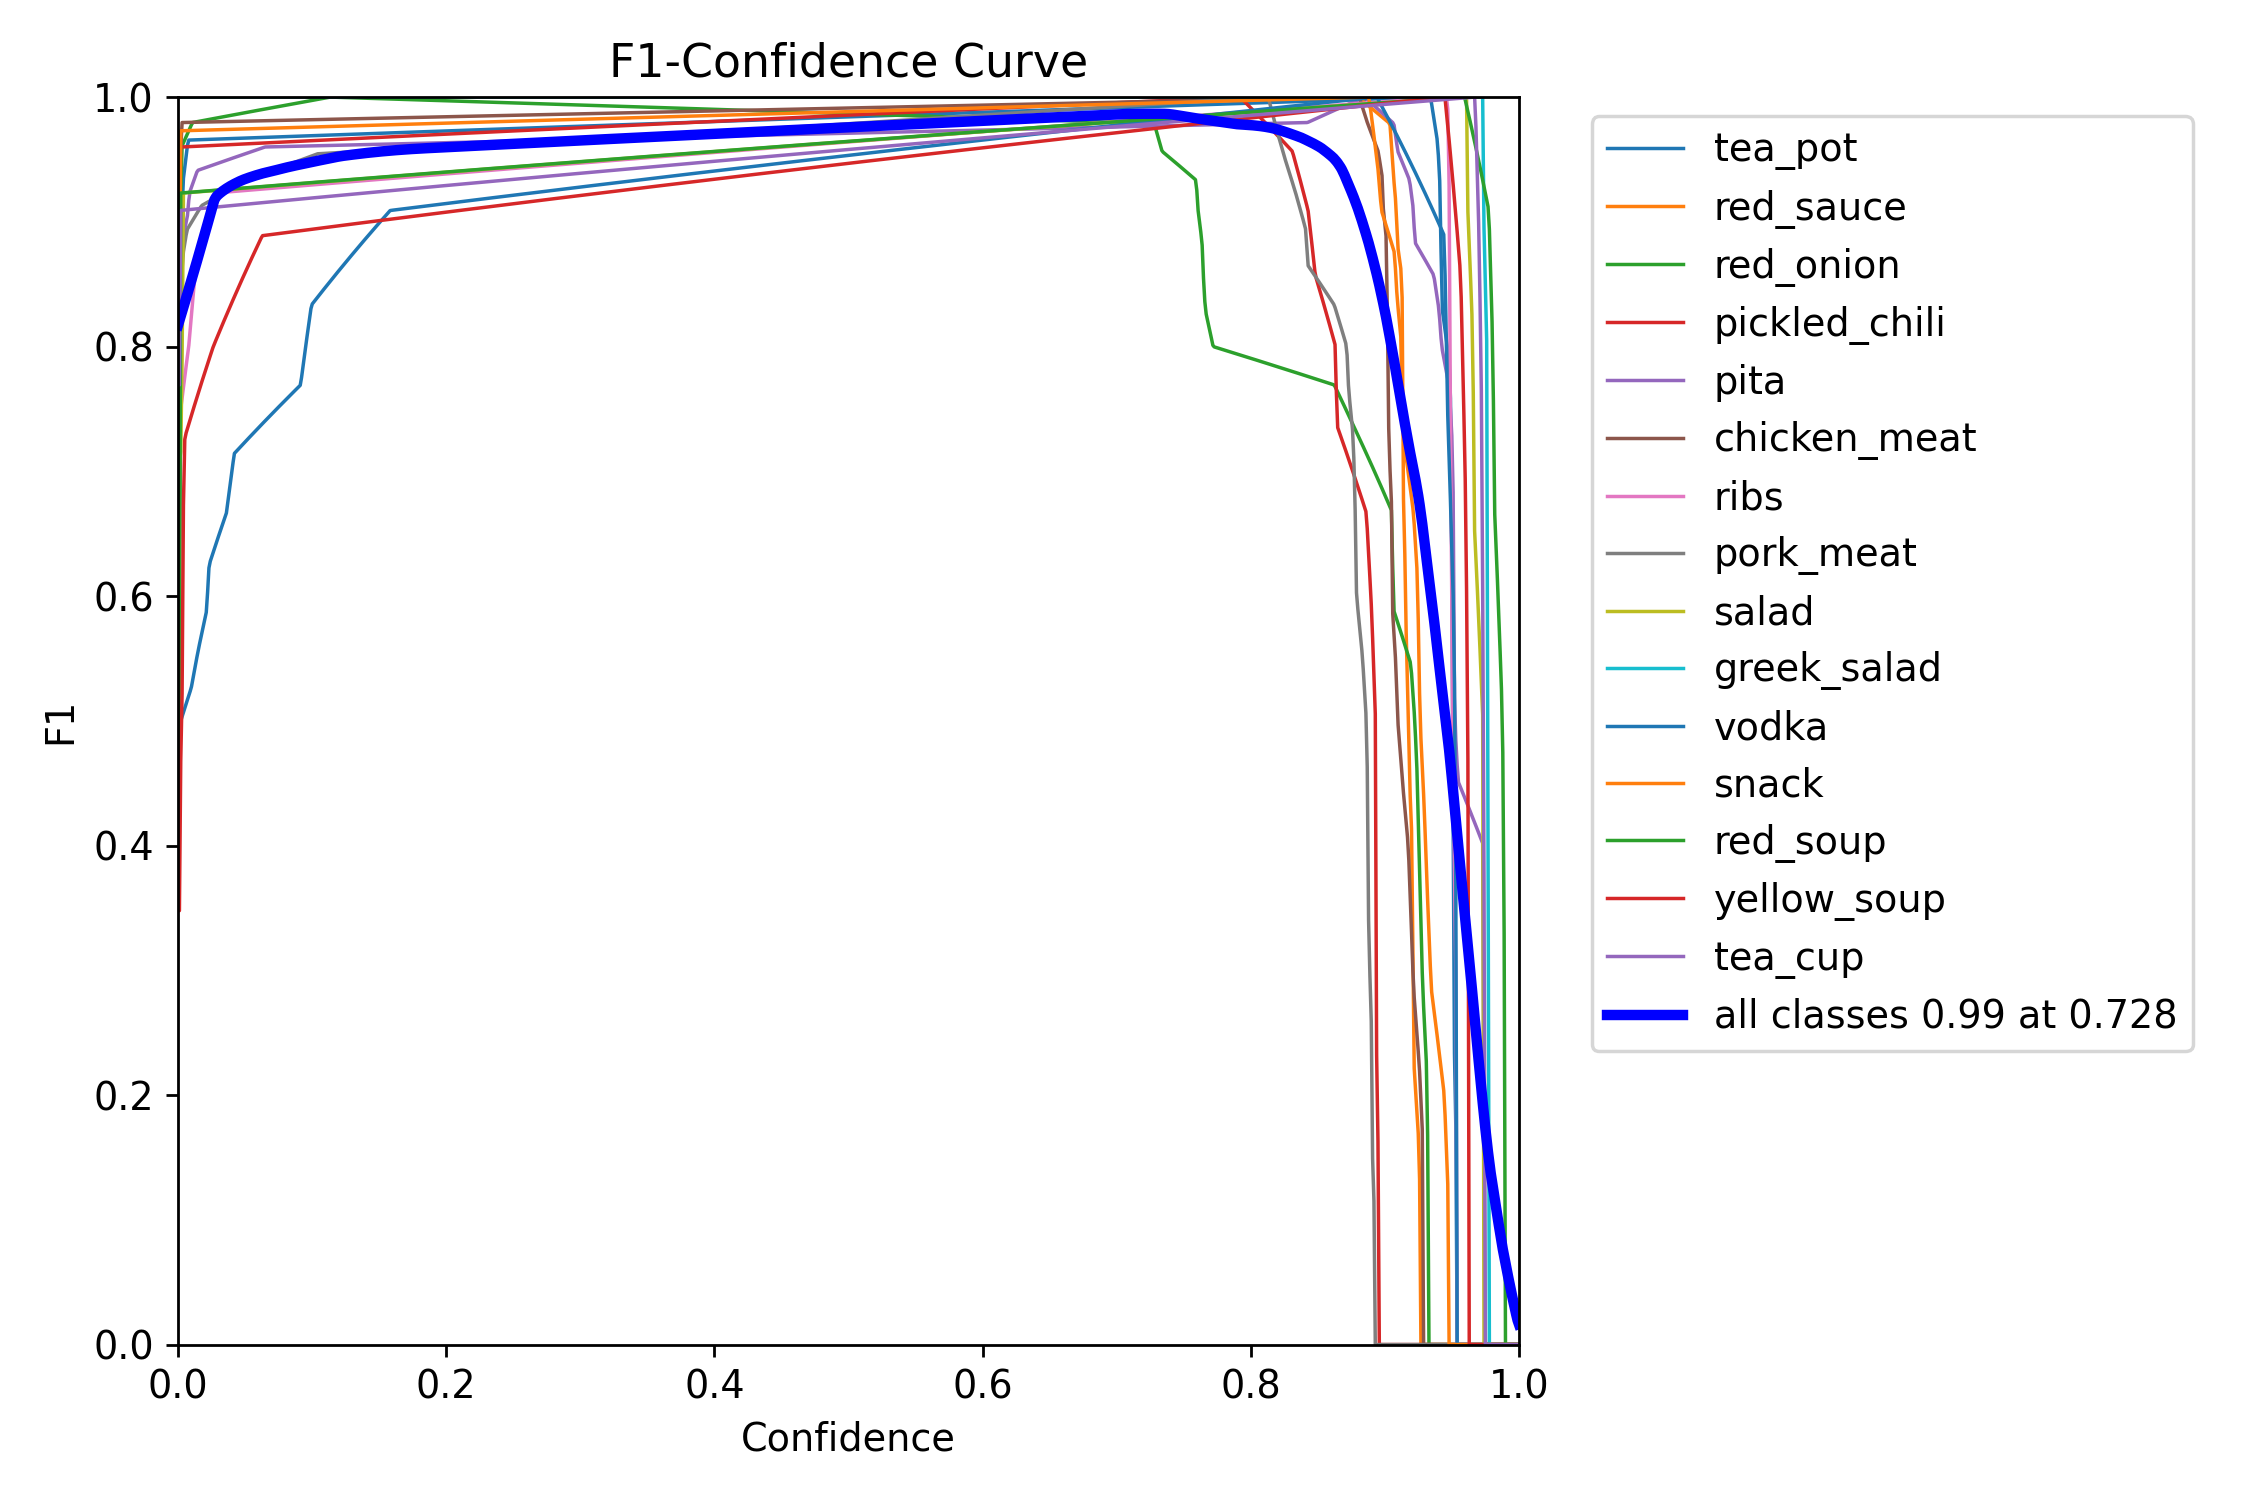 F1-Confidence Curve
1.0
0.8
0.6
0.4
0.2
0.0
F1
0.0 0.2 0.4 0.6 0.8 1.0
Confidence
tea_pot
red_sauce
red_onion
pickled_chili
pita
chicken_meat
ribs
pork_meat
salad
greek_salad
vodka
snack
red_soup
yellow_soup
tea_cup
all classes 0.99 at 0.728